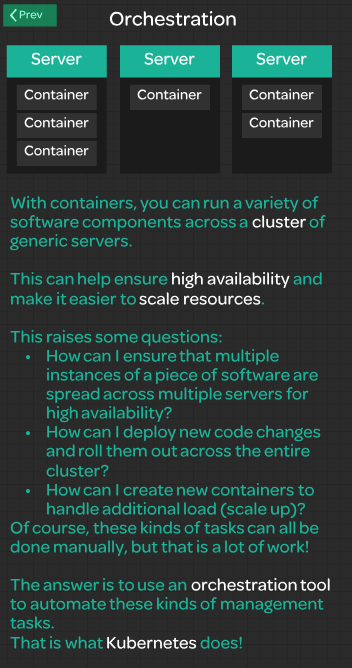 Prev
Orchestration
Server
Container
Container
Container
Server
Container
Server
Container
Container
With containers, you can run a variety of
software components across a cluster of
generic servers.
This can help ensure high availability and
make it easier to scale resources.
This raises some questions:
• How can I ensure that multiple
instances of a piece of software are
spread across multiple servers for
high availability?
• How can I deploy new code changes
and roll them out across the entire
cluster?
• How can I create new containers to
handle additional load (scale up)?
Of course, these kinds of tasks can all be
done manually, but that is a lot of work!
The answer is to use an orchestration tool
to automate these kinds of management
tasks.
That is what Kubernetes does!